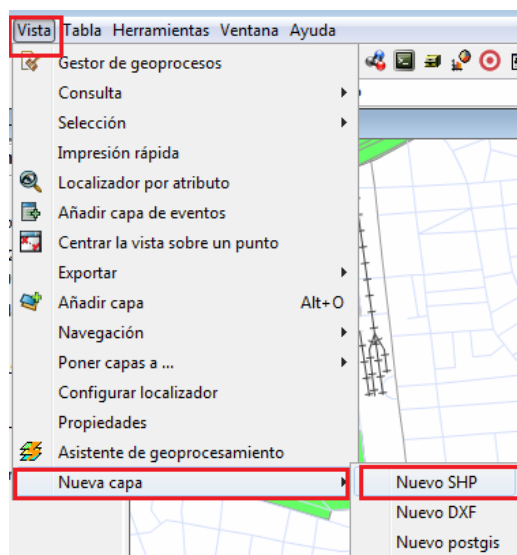 Vista Tabla Herramientas Ventana Ayuda
Gestor de geoprocesos
Consulta
Selección
Impresión rápida
Localizador por atributo
Añadir capa de eventos
Centrar la vista sobre un punto
Exportar
Añadir capa Alt+O
Navegación
Poner capas a ...
Configurar localizador
Propiedades
Asistente de geoprocesamiento
Nueva capa
Nuevo SHP
Nuevo DXF
Nuevo postgis